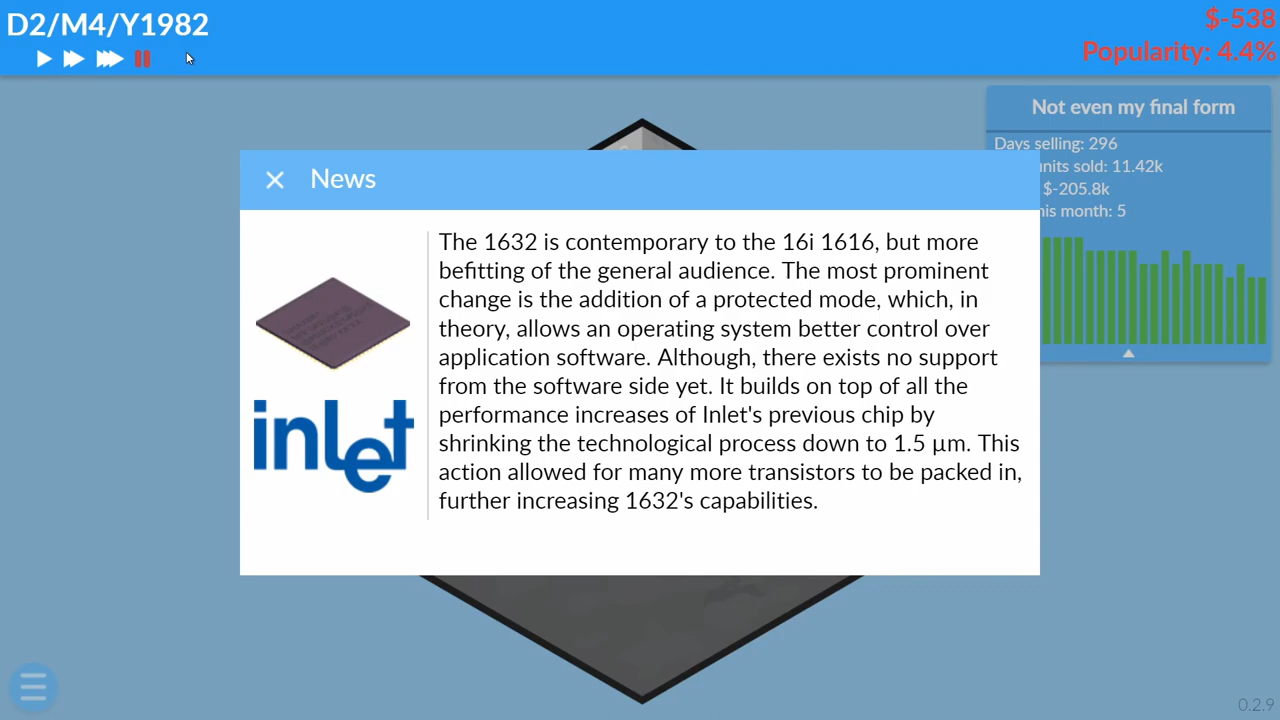 D2/M4/Y1982
$-538
Popularity: 4.4%
Not even my final form
Days selling: 296
units sold: 11.42k
$-205.8k
his month: 5
News
The 1632 is contemporary to the 16i 1616, but more
befitting of the general audience. The most prominent
change is the addition of a protected mode, which, in
theory, allows an operating system better control over
application software. Although, there exists no support
from the software side yet. It builds on top of all the
performance increases of Inlet's previous chip by
shrinking the technological process down to 1.5 μm. This
action allowed for many more transistors to be packed in,
further increasing 1632's capabilities.
inlet
0.2.9